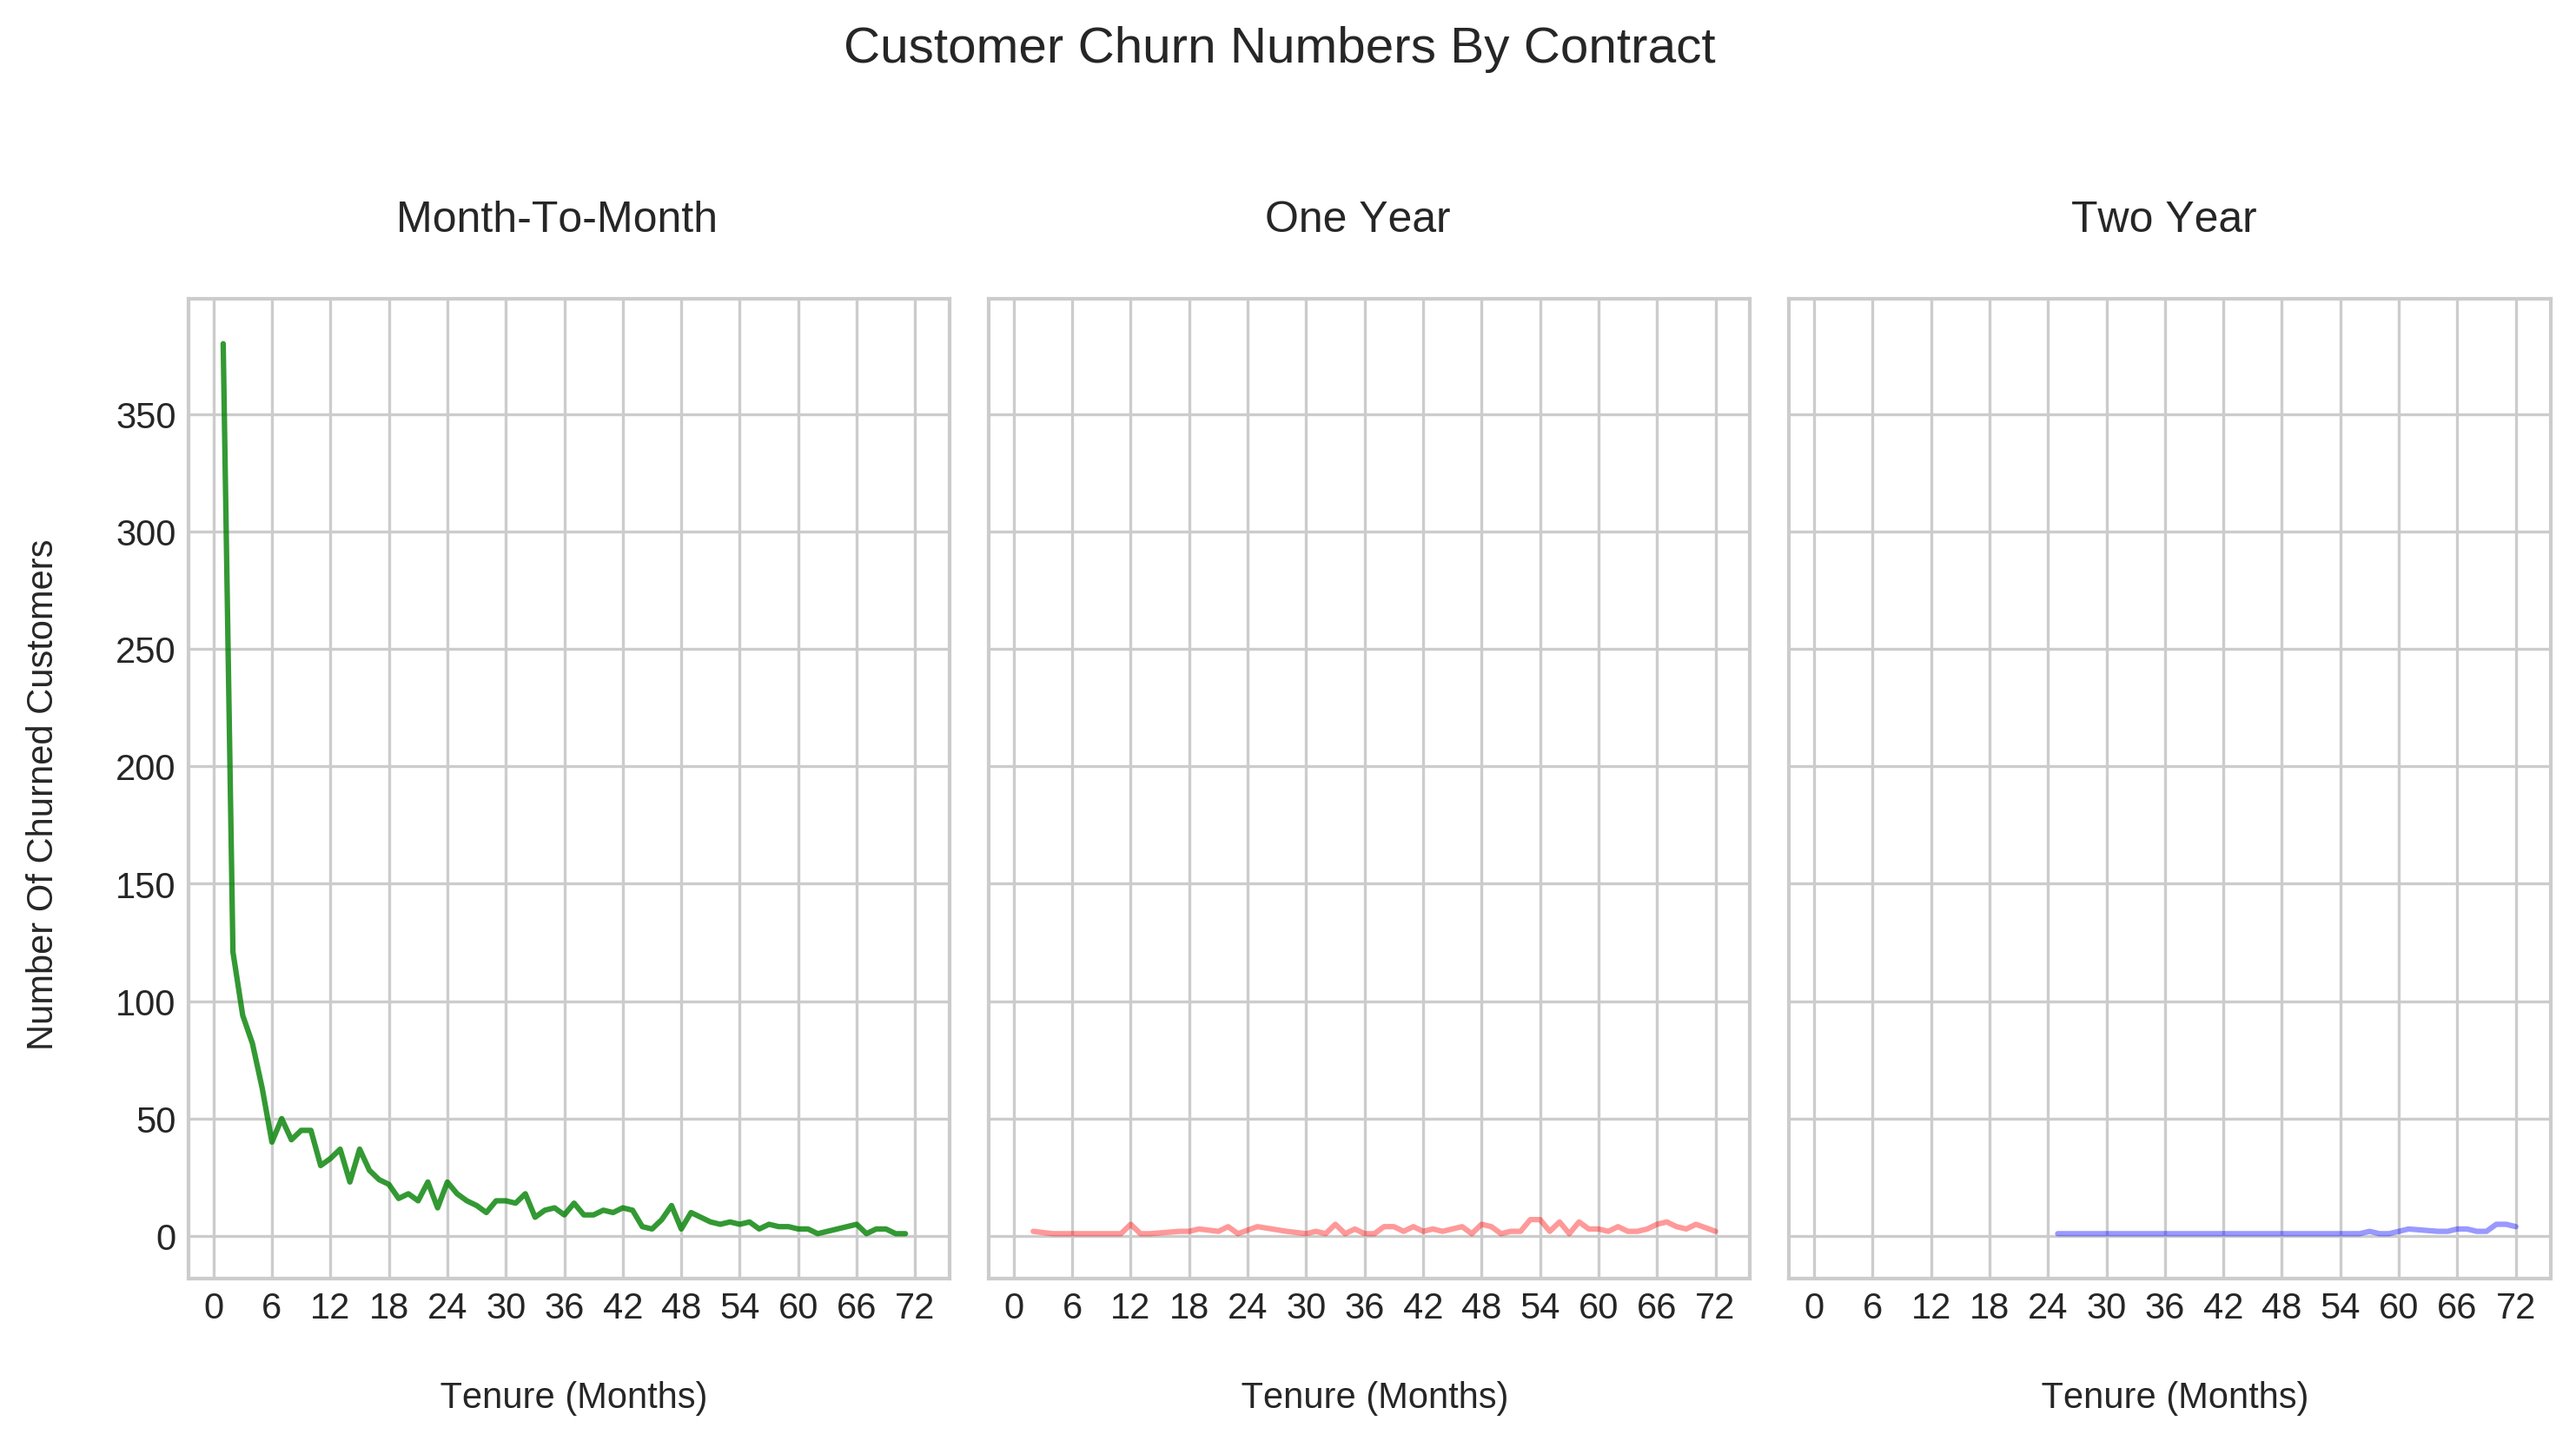 Customer Churn Numbers By Contract
Month-To-Month
One Year
Two Year
Number Of Churned Customers
350
300
250
200
150
100
50
0
0 6 12 18 24 30 36 42 48 54 60 66 72
0 6 12 18 24 30 36 42 48 54 60 66 72
0 6 12 18 24 30 36 42 48 54 60 66 72
Tenure (Months)
Tenure (Months)
Tenure (Months)